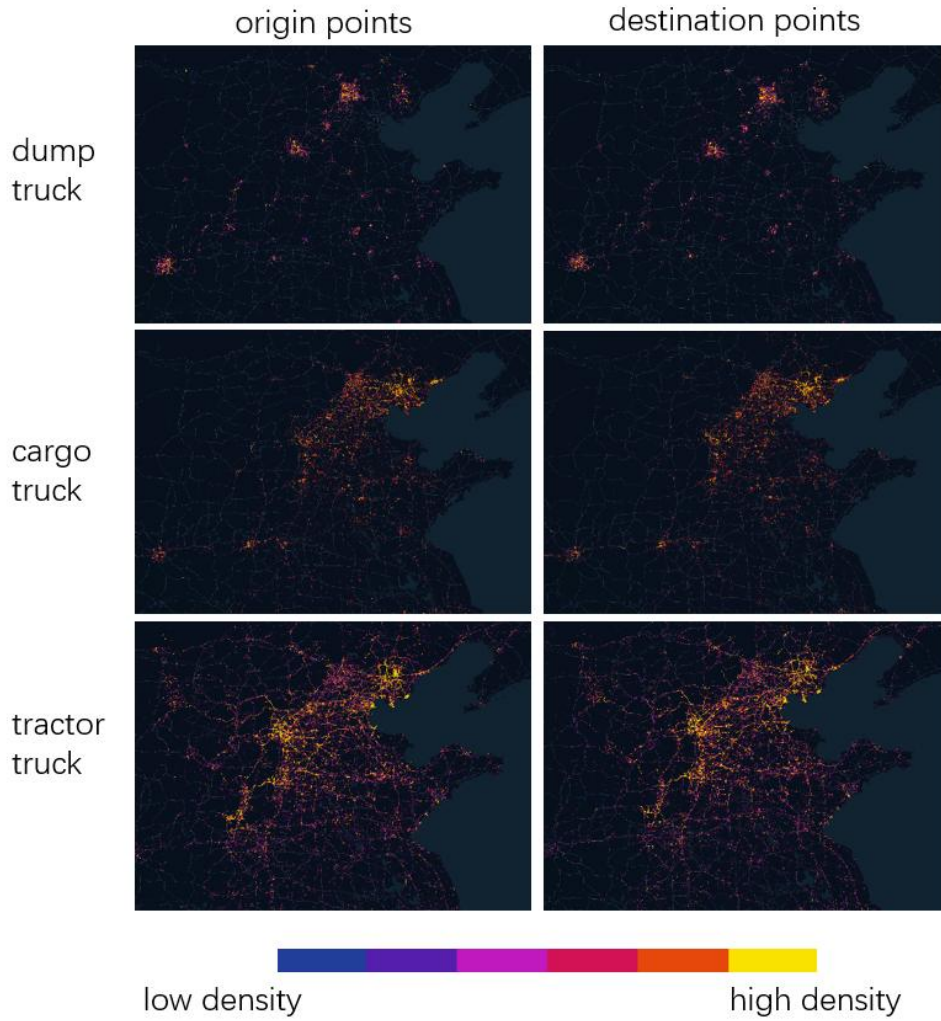 origin points
destination points
dump
truck
cargo
truck
tractor
truck
low density
high density